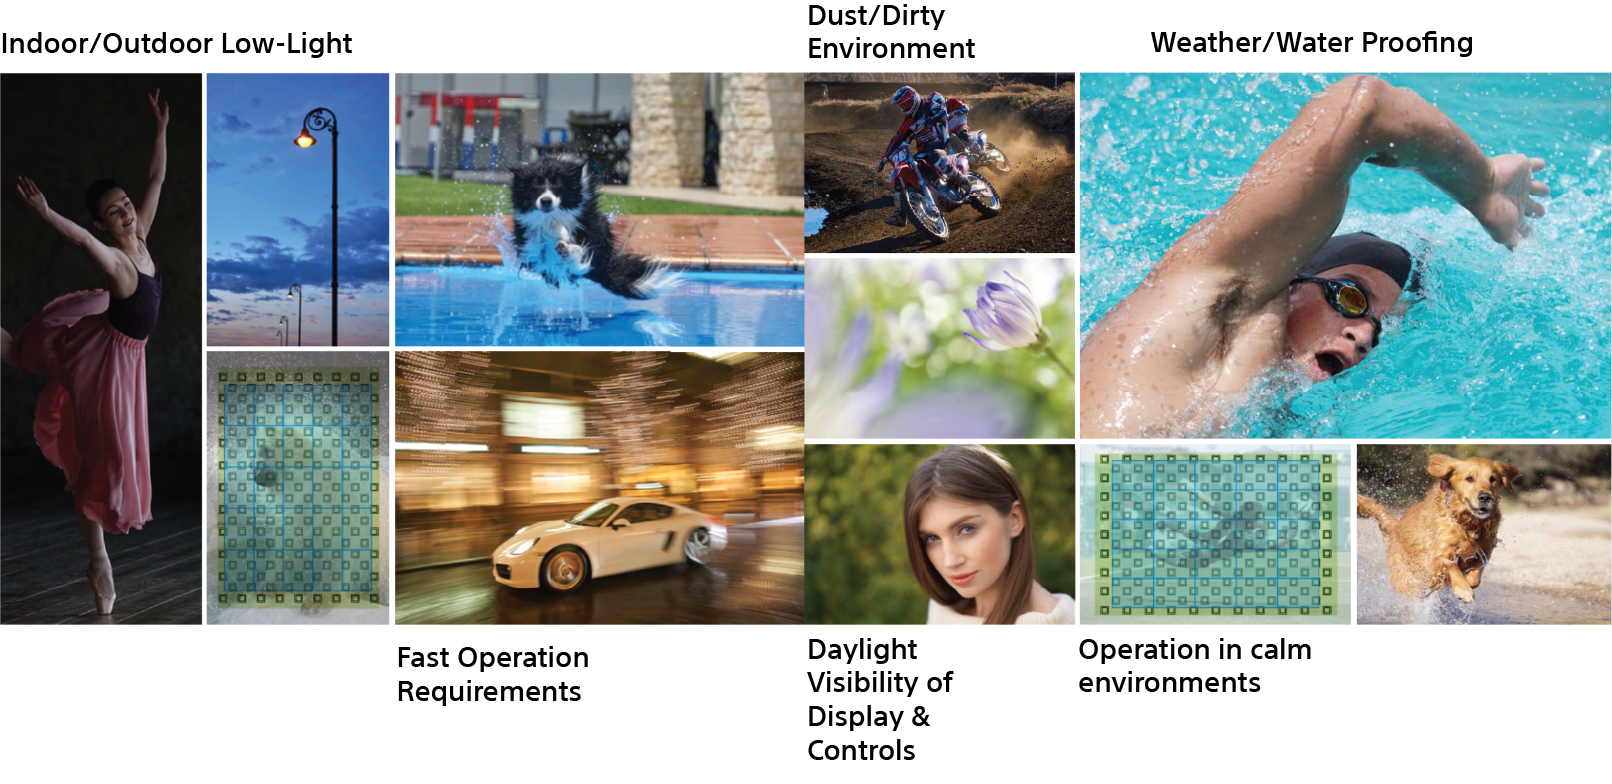 Indoor/Outdoor Low-Light
Dust/Dirty
Environment
Weather/Water Proofing
Fast Operation
Requirements
Daylight
Visibility of
Display &
Controls
Operation in calm
environments